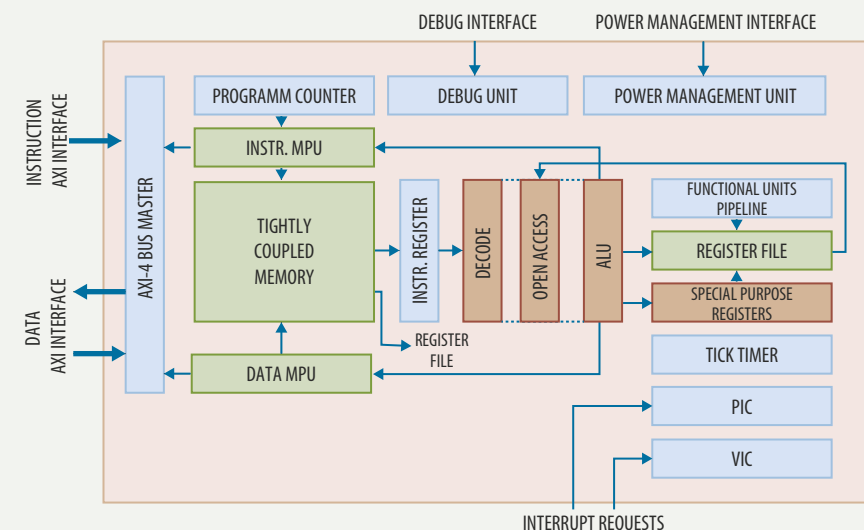 DEBUG INTERFACE
POWER MANAGEMENT INTERFACE
INSTRUCTION
AXI INTERFACE
DATA
AXI INTERFACE
AXI-4 BUS MASTER
PROGRAMM COUNTER
DEBUG UNIT
POWER MANAGEMENT UNIT
INSTR. MPU
TIGHTLY
COUPLED
MEMORY
INSTR. REGISTER
DECODE
OPEN ACCESS
ALU
FUNCTIONAL UNITS
PIPELINE
REGISTER FILE
SPECIAL PURPOSE
REGISTERS
REGISTER
FILE
DATA MPU
TICK TIMER
PIC
VIC
INTERRUPT REQUESTS